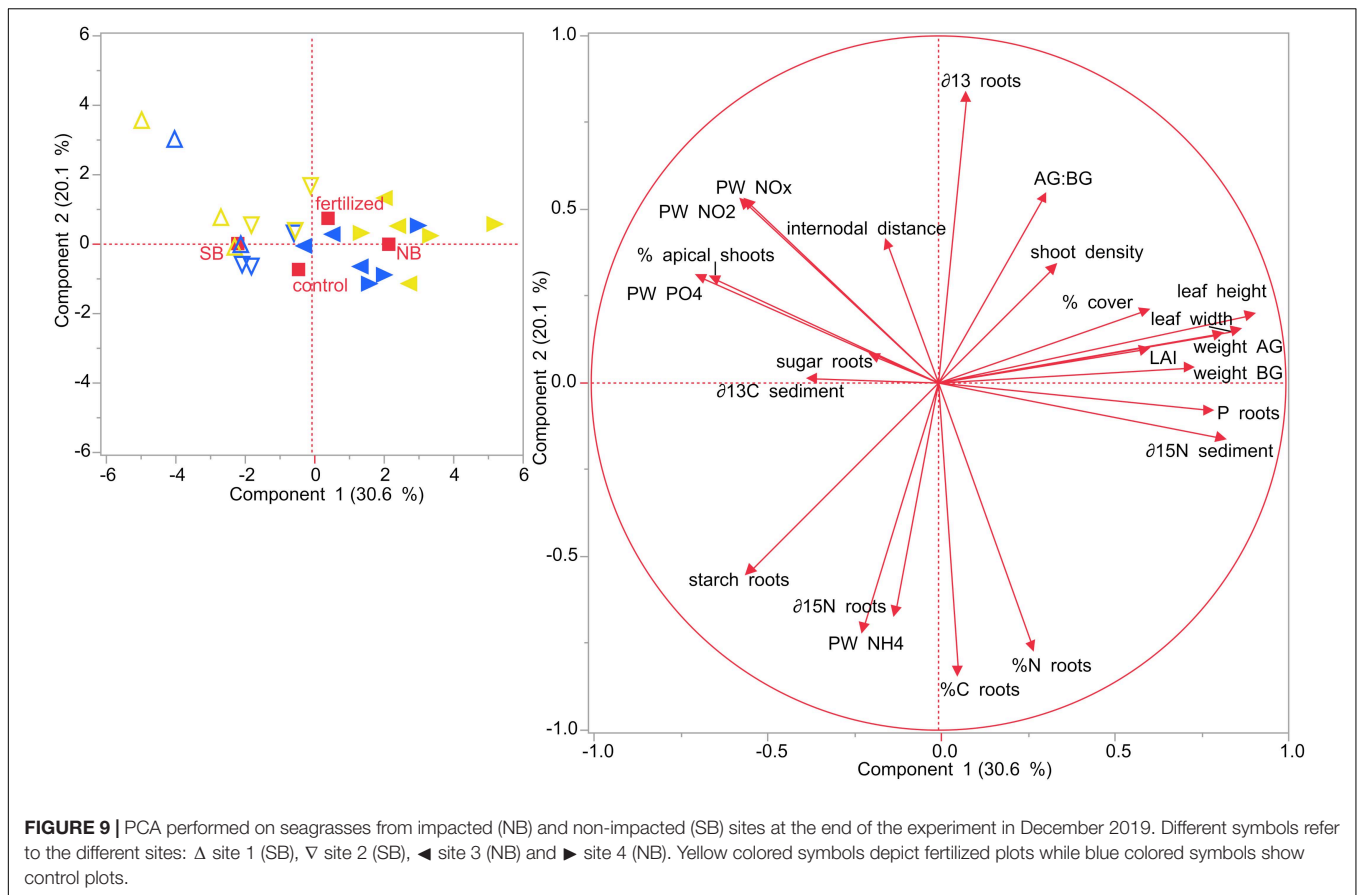 6
4
2
0
-2
-4
-6
Component 2 (20.1 %)
fertilized
SB
NB
control
-6
-4
-2
0
2
4
6
Component 1 (30.6 %)
1.0
0.5
0.0
-0.5
-1.0
Component 2 (20.1 %)
∂13 roots
AG:BG
PW NOx
PW NO2
internodal distance
% apical shoots
shoot density
PW PO4
% cover
leaf height
leaf width
weight AG
sugar roots
LAI
weight BG
∂13C sediment
P roots
∂15N sediment
starch roots
∂15N roots
PW NH4
%N roots
%C roots
-1.0
-0.5
0.0
0.5
1.0
Component 1 (30.6 %)
FIGURE 9 | PCA performed on seagrasses from impacted (NB) and non-impacted (SB) sites at the end of the experiment in December 2019. Different symbols refer
to the different sites: Δ site 1 (SB), ∇ site 2 (SB), ◄ site 3 (NB) and ► site 4 (NB). Yellow colored symbols depict fertilized plots while blue colored symbols show
control plots.